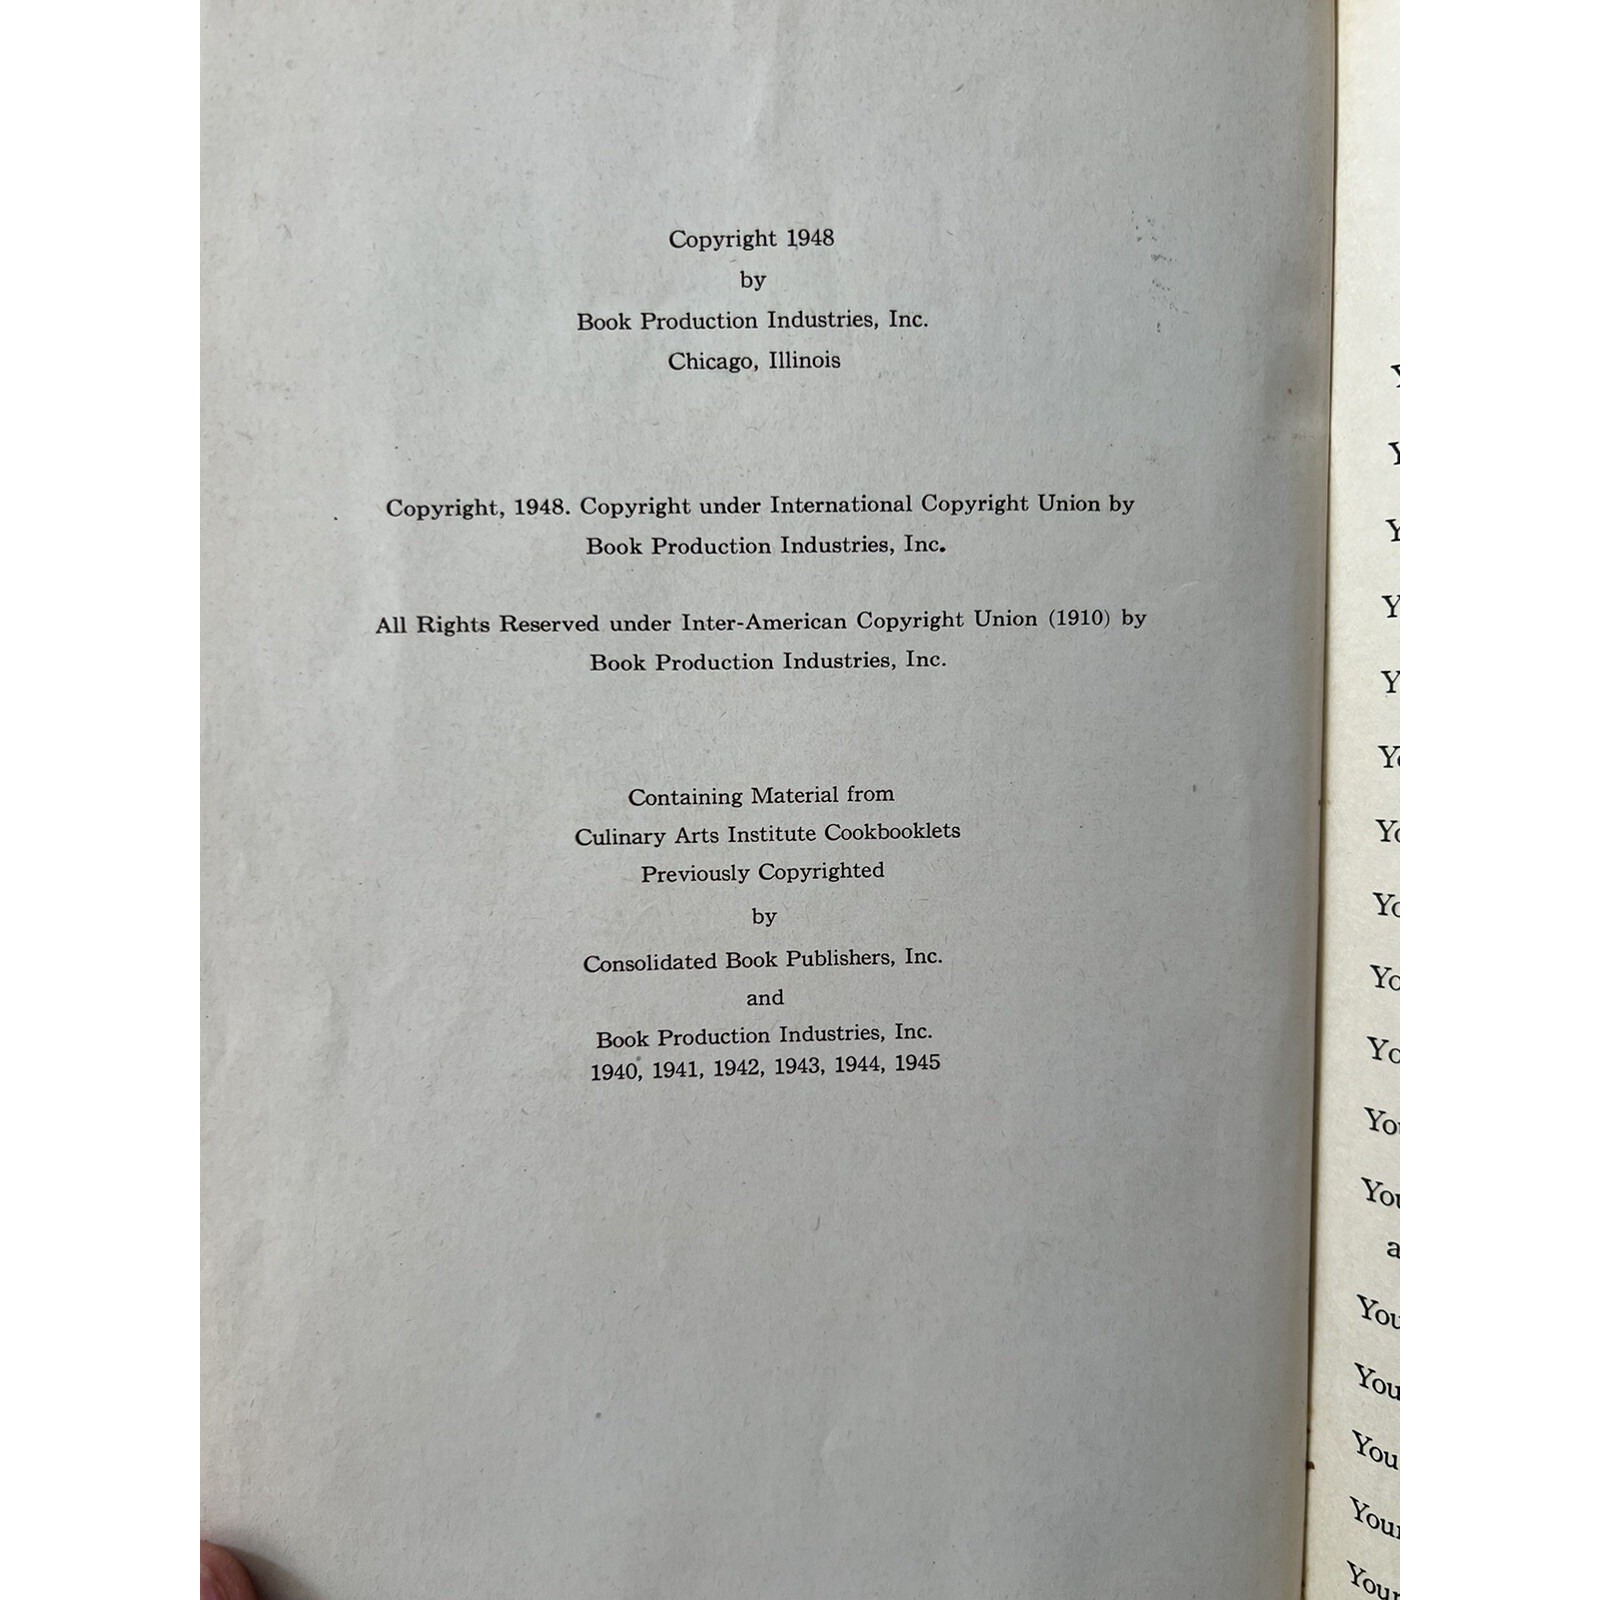 Copyright 1948
by
Book Production Industries, Inc.
Chicago, Illinois
Copyright, 1948. Copyright under International Copyright Union by
Book Production Industries, Inc.
All Rights Reserved under Inter-American Copyright Union (1910) by
Book Production Industries, Inc.
Containing Material from
Culinary Arts Institute Cookbooklets
Previously Copyrighted
by
Consolidated Book Publishers, Inc.
and
Book Production Industries, Inc.
1940, 1941, 1942, 1943, 1944, 1945